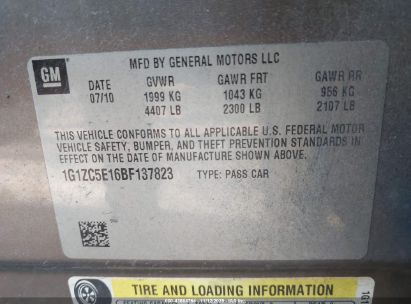 GM
MFD BY GENERAL MOTORS LLC
DATE GVWR GAWR FRT GAWR RR
07/10 1999 KG 1043 KG 956 KG
4407 LB 2300 LB 2107 LB
THIS VEHICLE CONFORMS TO ALL APPLICABLE U.S. FEDERAL MOTOR
VEHICLE SAFETY, BUMPER, AND THEFT PREVENTION STANDARDS
IN EFFECT ON THE DATE OF MANUFACTURE SHOWN ABOVE.
1G1ZC5E16BF137823 TYPE: PASS CAR
TIRE AND LOADING INFORMATION